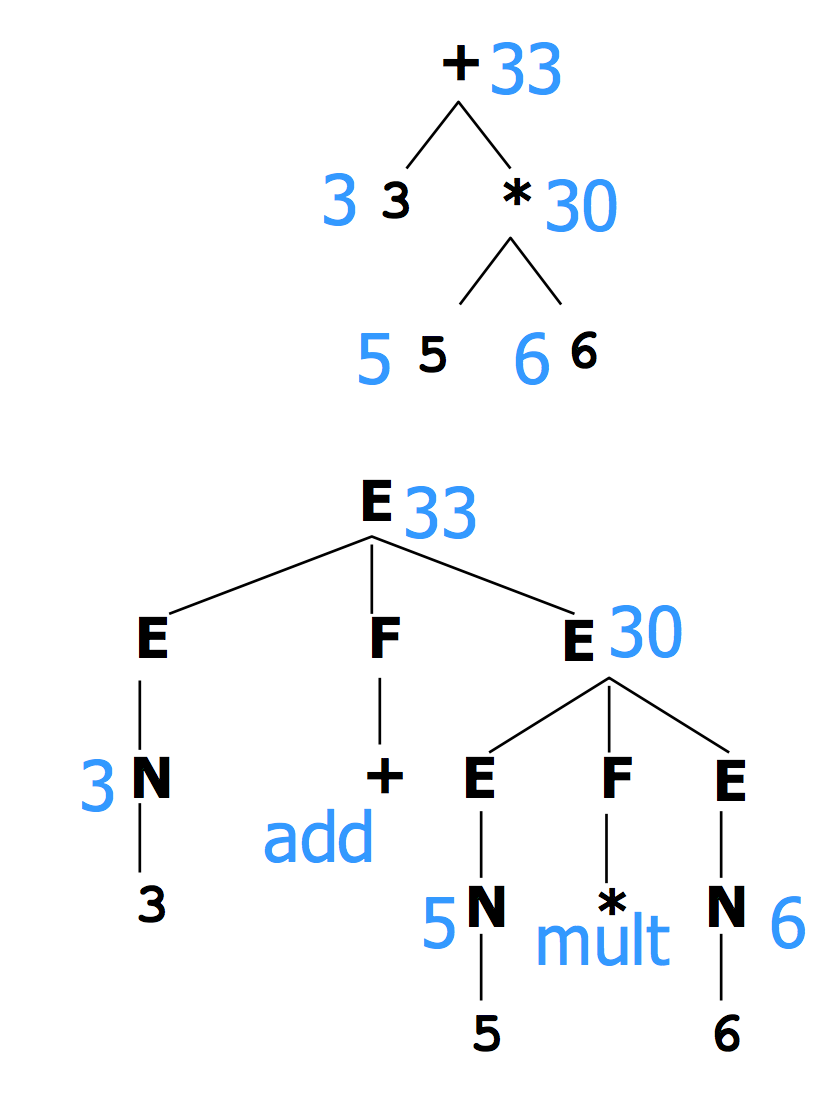 + 33
3 3 * 30
5 5 6 6
E 33
E F E 30
3 N + E F E
add
3 5 N * N 6
mult
5 6